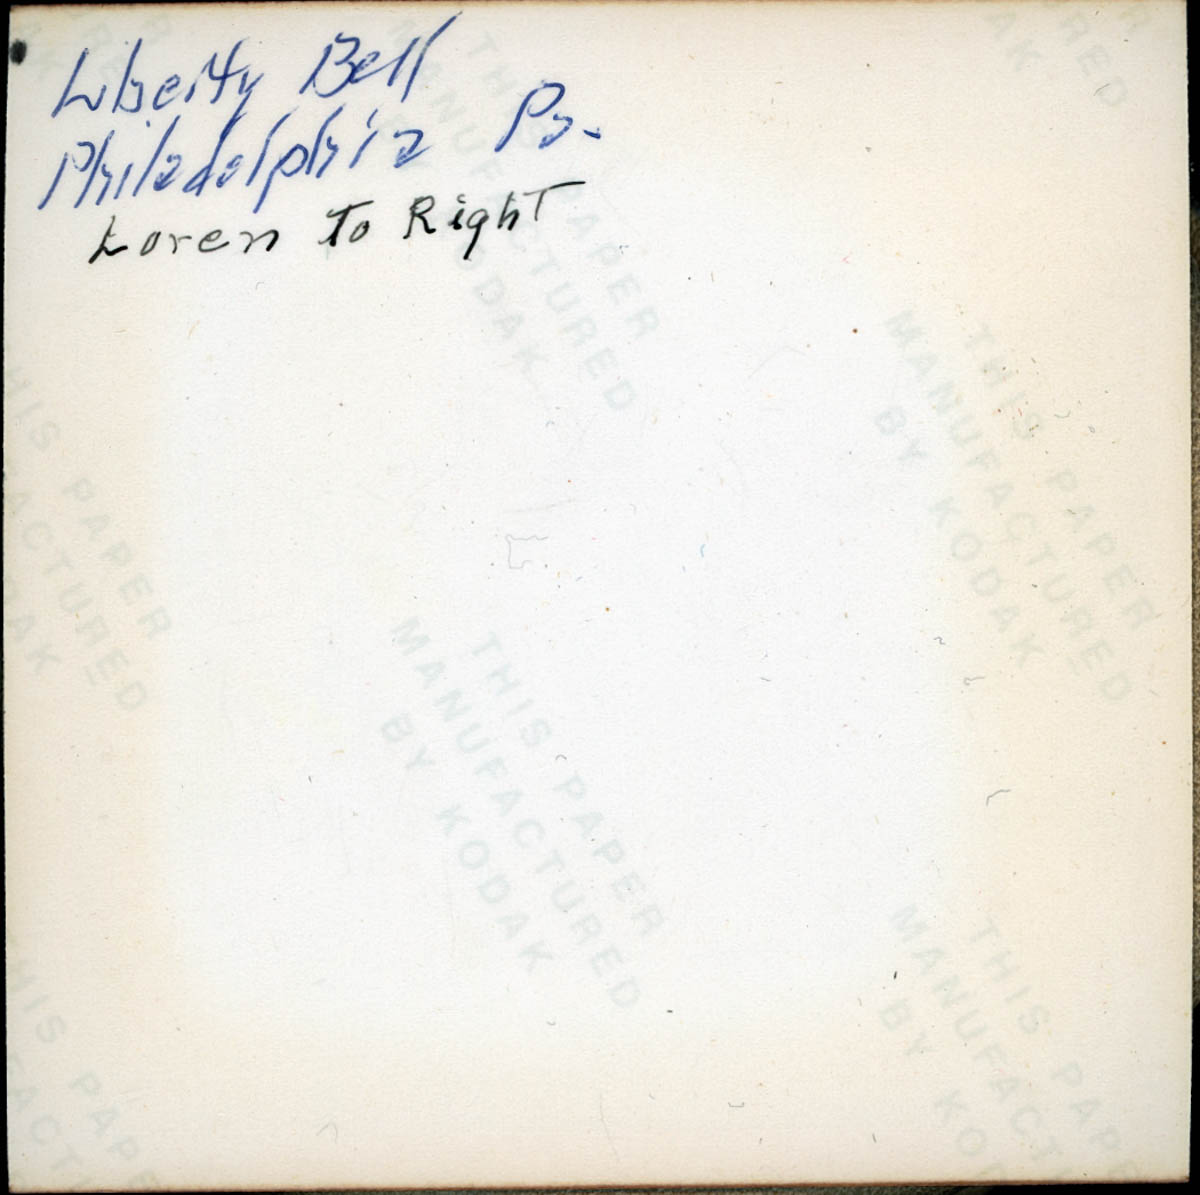 Liberty Bell
Philadelphia Pa.
Loren To Right
THIS PAPER
MANUFACTURED
BY KODAK